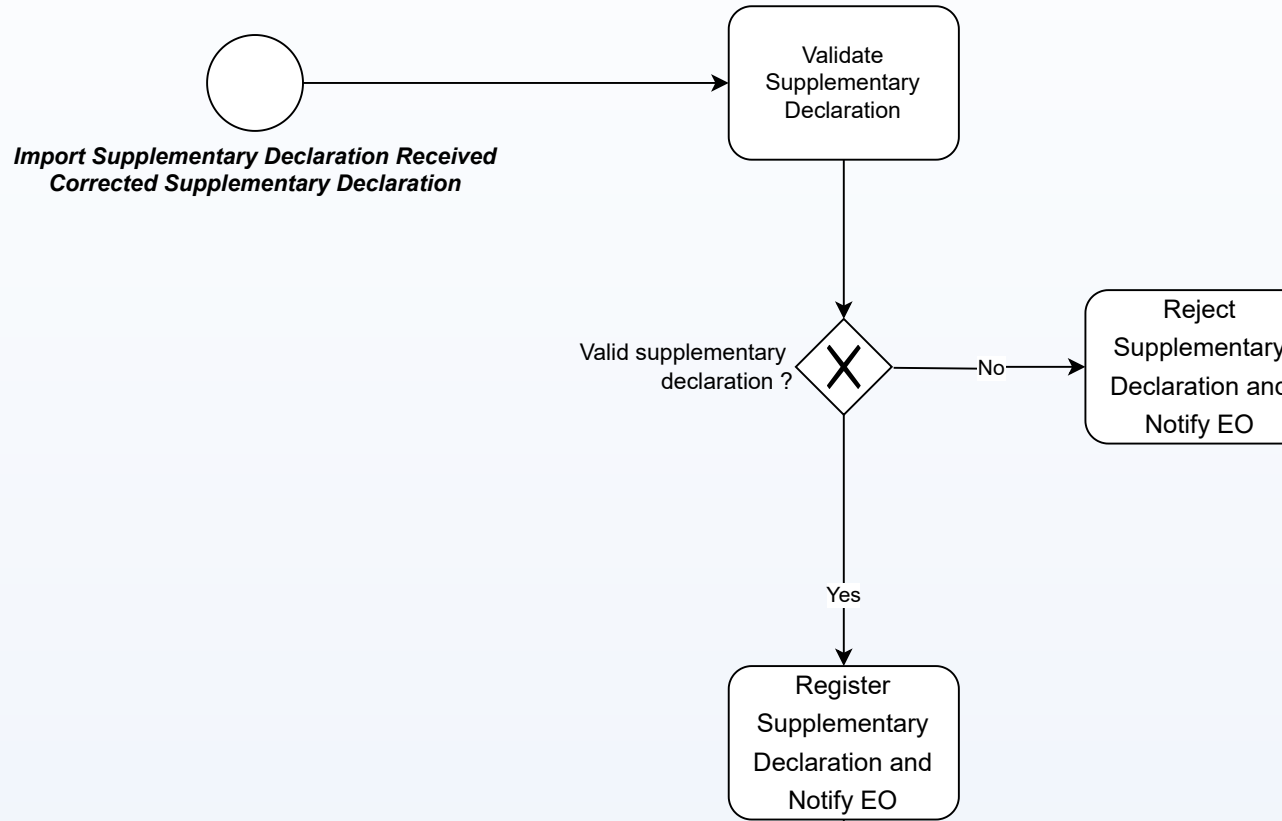 Validate
Supplementary
Declaration
Import Supplementary Declaration Received
Corrected Supplementary Declaration
Valid supplementary
declaration ?
No
Reject
Supplementary
Declaration and
Notify EO
Yes
Register
Supplementary
Declaration and
Notify EO